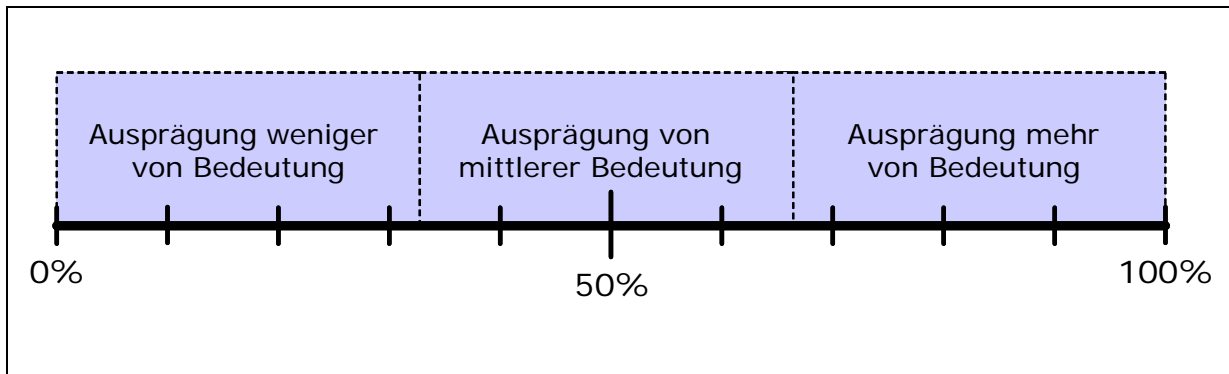 Ausprägung weniger
von Bedeutung
Ausprägung von
mittlerer Bedeutung
Ausprägung mehr
von Bedeutung
0%
50%
100%